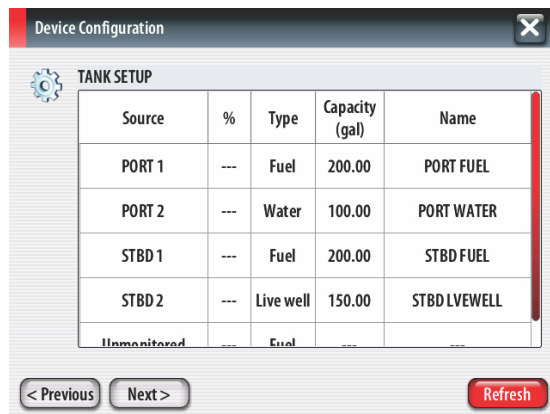 Device Configuration
TANK SETUP
Source % Type Capacity (gal) Name
PORT 1 --- Fuel 200.00 PORT FUEL
PORT 2 --- Water 100.00 PORT WATER
STBD 1 --- Fuel 200.00 STBD FUEL
STBD 2 --- Live well 150.00 STBD LVEWELL
Unmonitored --- Fuel --- ---
< Previous Next > Refresh